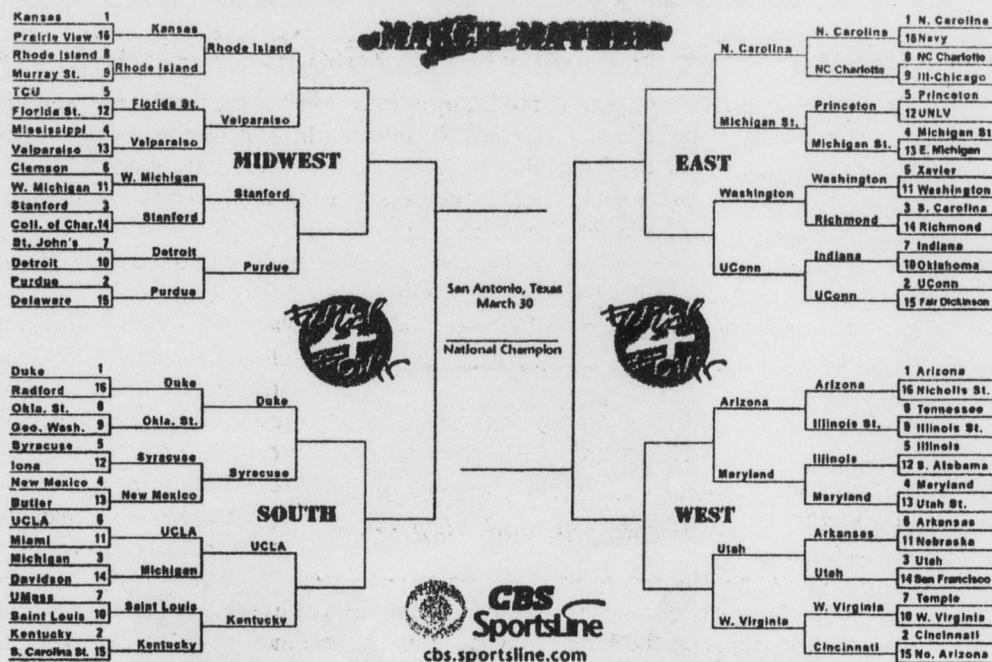 MARCH MAYHEM
Kansas 1
Prairie View 16
Rhode Island 8
Murray St. 9
TCU 5
Florida St. 12
Mississippi 4
Valparaiso 13
Clemson 6
W. Michigan 11
Stanford 3
Coll. of Char. 14
St. John's 7
Detroit 10
Purdue 2
Delaware 15
Kansas
Rhode Island
Florida St.
Valparaiso
W. Michigan
Stanford
Detroit
Purdue
Rhode Island
Valparaiso
Stanford
Purdue
MIDWEST
N. Carolina
Michigan St.
Washington
UConn
EAST
N. Carolina
NC Charlotte
Princeton
Michigan St.
Washington
Richmond
Indiana
UConn
1 N. Carolina
16 Navy
8 NC Charlotte
9 Ill-Chicago
5 Princeton
12 UNLV
4 Michigan St
13 E. Michigan
6 Xavier
11 Washington
3 S. Carolina
14 Richmond
7 Indiana
10 Oklahoma
2 UConn
15 Fair Dickinson
San Antonio, Texas
March 30
National Champion
Final
4
Four
Final
4
Four
Duke 1
Radford 16
Okla. St. 8
Geo. Wash. 9
Syracuse 5
Iona 12
New Mexico 4
Butler 13
UCLA 6
Miami 11
Michigan 3
Davidson 14
UMass 7
Saint Louis 10
Kentucky 2
S. Carolina St. 15
Duke
Okla. St.
Syracuse
New Mexico
UCLA
Michigan
Saint Louis
Kentucky
Duke
Syracuse
UCLA
Kentucky
SOUTH
Arizona
Maryland
Utah
W. Virginia
WEST
Arizona
Illinois St.
Illinois
Maryland
Arkansas
Utah
W. Virginia
Cincinnati
1 Arizona
16 Nicholls St.
8 Tennessee
9 Illinois St.
5 Illinois
12 S. Alabama
4 Maryland
13 Utah St.
6 Arkansas
11 Nebraska
3 Utah
14 San Francisco
7 Temple
10 W. Virginia
2 Cincinnati
15 No. Arizona
CBS
SportsLine
cbs.sportsline.com